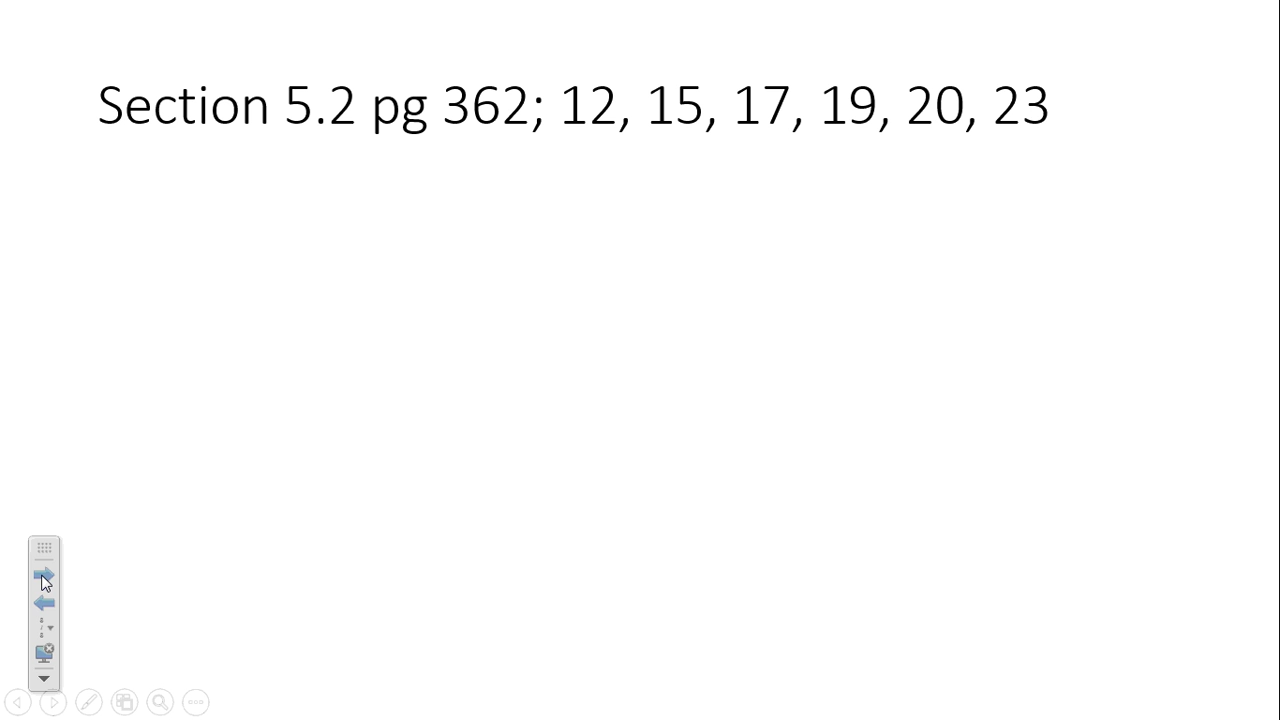 Section 5.2 pg 362; 12, 15, 17, 19, 20, 23